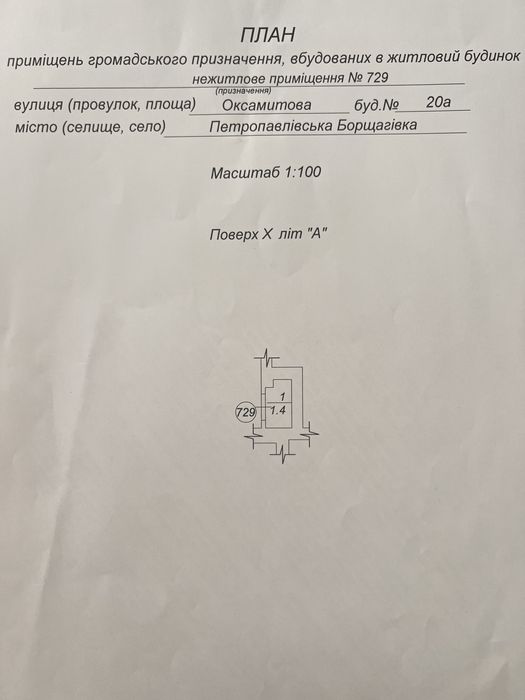 ПЛАН
приміщень громадського призначення, вбудованих в житловий будинок
нежитлове приміщення № 729
(призначення)
вулиця (провулок, площа) Оксамитова буд.№ 20а
місто (селище, село) Петропавлівська Борщагівка
Масштаб 1:100
Поверх X літ "А"
1
729 1.4